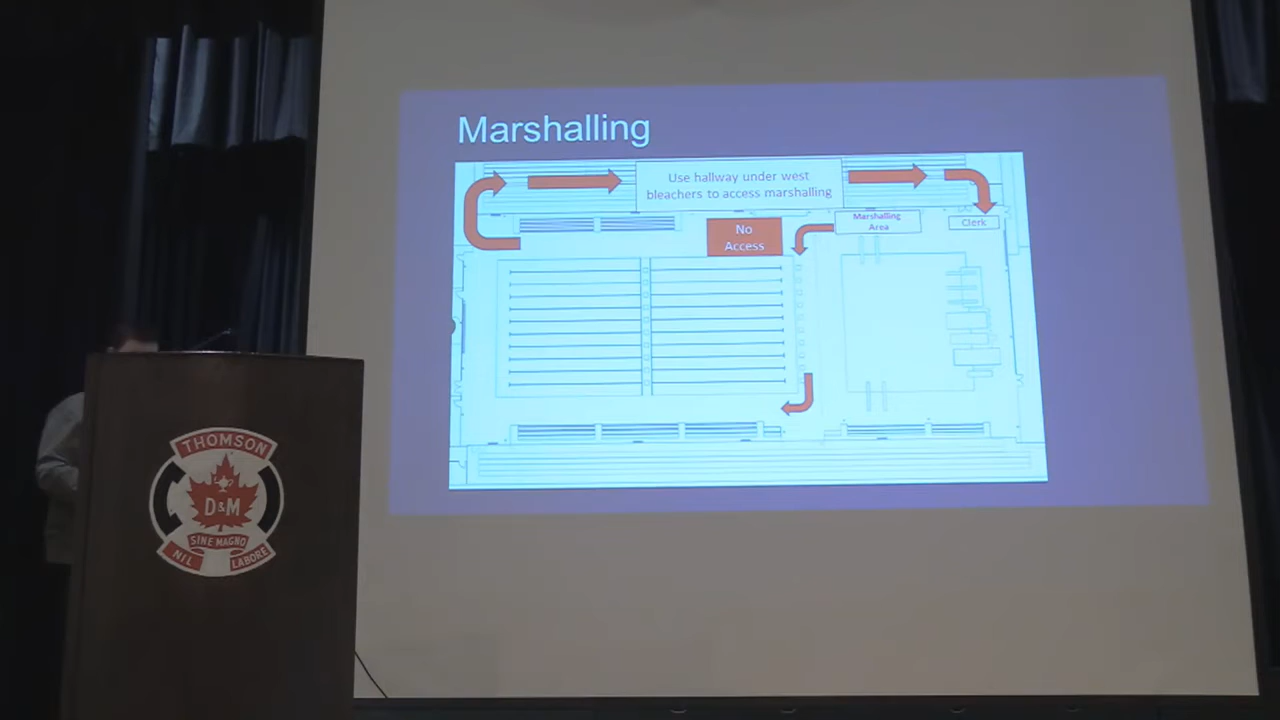 Marshalling
Use hallway under west
bleachers to access marshalling
No
Access
Marshalling
Area
Clerk
THOMSON
D&M
SINE MAGNO
NIL
LABORE